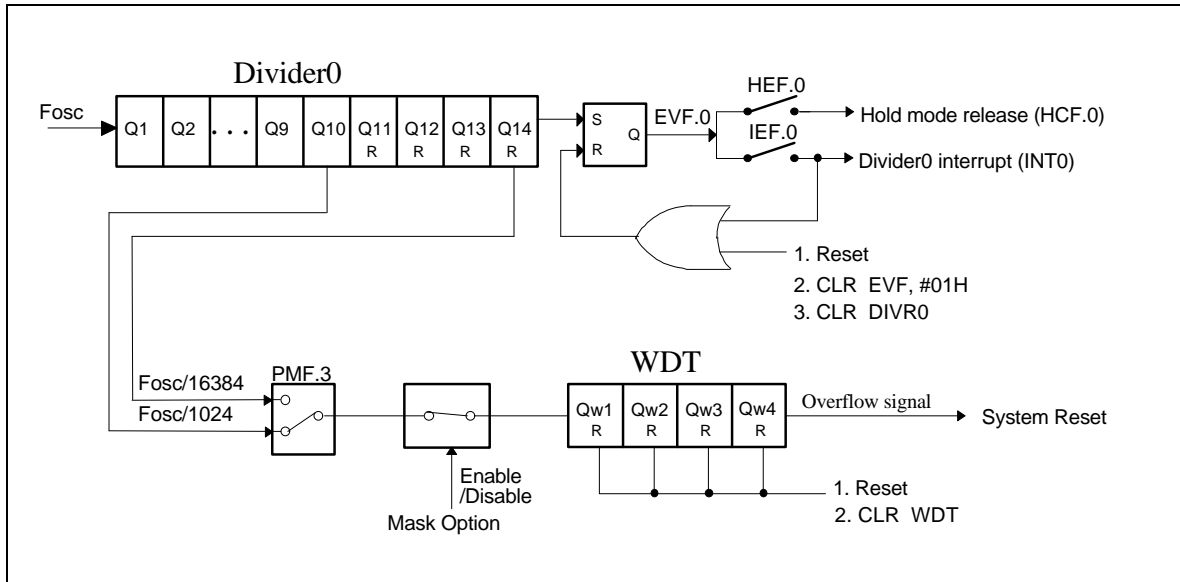 Divider0
Fosc
Q1 Q2 ... Q9 Q10 Q11 Q12 Q13 Q14
R R R R
S
Q
R
EVF.0
HEF.0
Hold mode release (HCF.0)
IEF.0
Divider0 interrupt (INT0)
1. Reset
2. CLR EVF, #01H
3. CLR DIVR0
WDT
Fosc/16384
PMF.3
Fosc/1024
Qw1 Qw2 Qw3 Qw4
R R R R
Overflow signal
System Reset
Enable
/Disable
Mask Option
1. Reset
2. CLR WDT